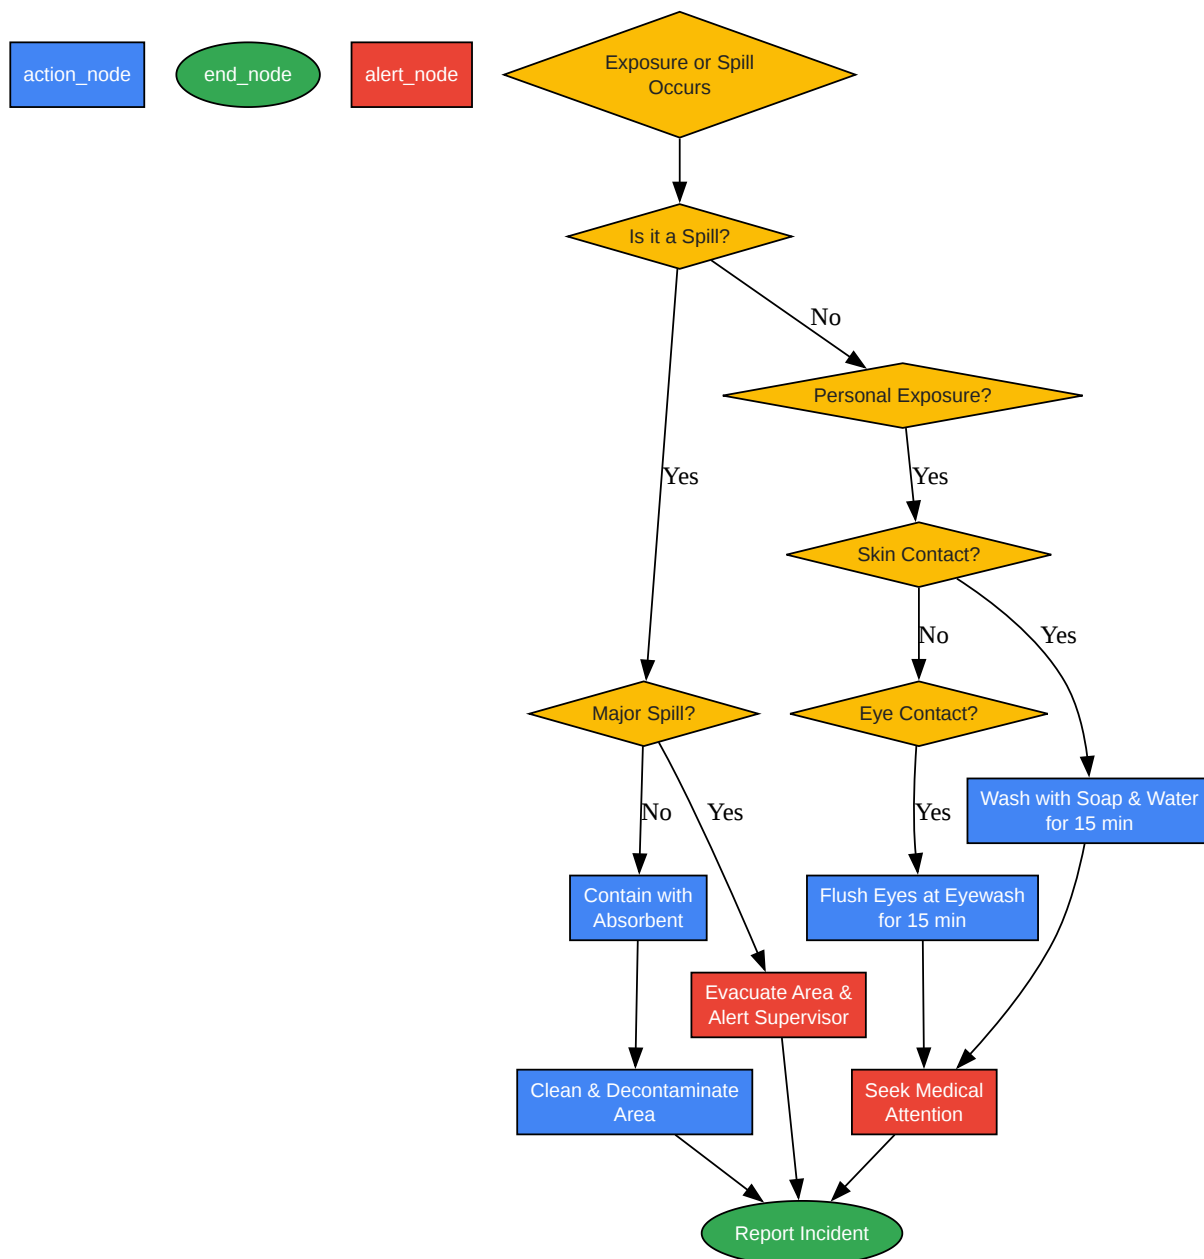 action_node
end_node
alert_node
Exposure or Spill
Occurs
Is it a Spill?
No
Personal Exposure?
Yes
Yes
Skin Contact?
No
Yes
Major Spill?
Eye Contact?
No
Yes
Yes
Wash with Soap & Water
for 15 min
Contain with
Absorbent
Flush Eyes at Eyewash
for 15 min
Evacuate Area &
Alert Supervisor
Clean & Decontaminate
Area
Seek Medical
Attention
Report Incident